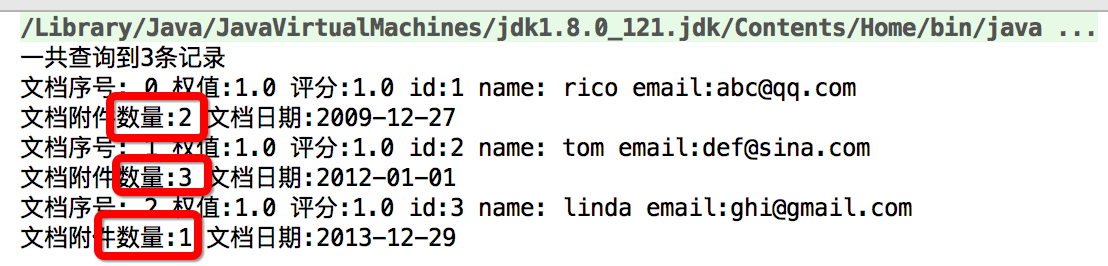 /Library/Java/JavaVirtualMachines/jdk1.8.0_121.jdk/Contents/Home/bin/java ...
一共查询到3条记录
文档序号: 0 权值:1.0 评分:1.0 id:1 name: rico email:abc@qq.com
文档附件数量:2 文档日期:2009-12-27
文档序号: 1 权值:1.0 评分:1.0 id:2 name: tom email:def@sina.com
文档附件数量:3 文档日期:2012-01-01
文档序号: 2 权值:1.0 评分:1.0 id:3 name: linda email:ghi@gmail.com
文档附件数量:1 文档日期:2013-12-29